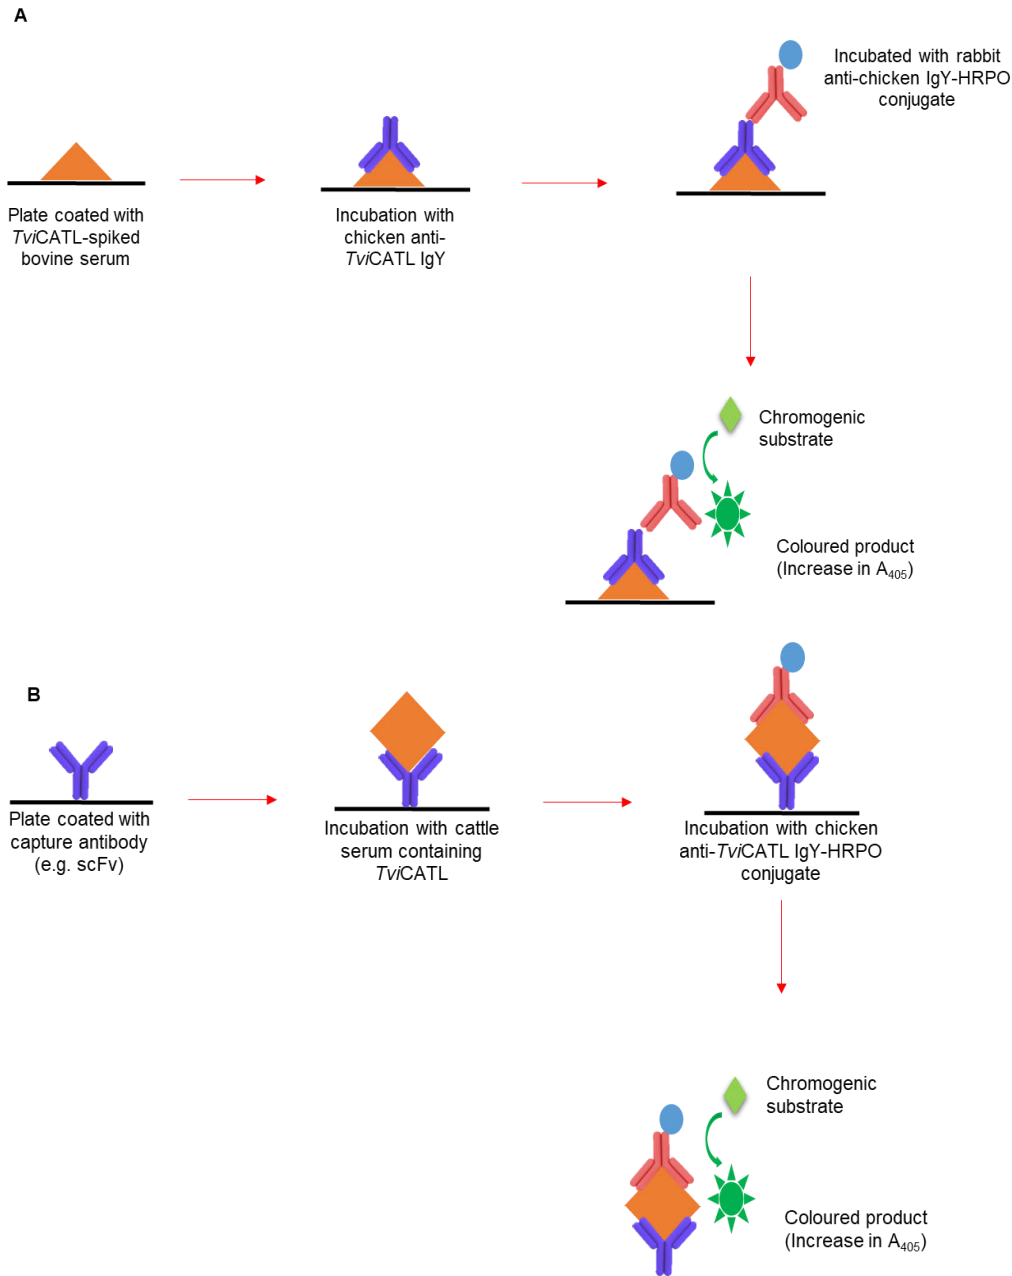 A
Incubated with rabbit
anti-chicken IgY-HRPO
conjugate
Plate coated with
TviCATL-spiked
bovine serum
Incubation with
chicken anti-
TviCATL IgY
Chromogenic
substrate
Coloured product
(Increase in A405)
B
Plate coated with
capture antibody
(e.g. scFv)
Incubation with cattle
serum containing
TviCATL
Incubation with chicken
anti-TviCATL IgY-HRPO
conjugate
Chromogenic
substrate
Coloured product
(Increase in A405)